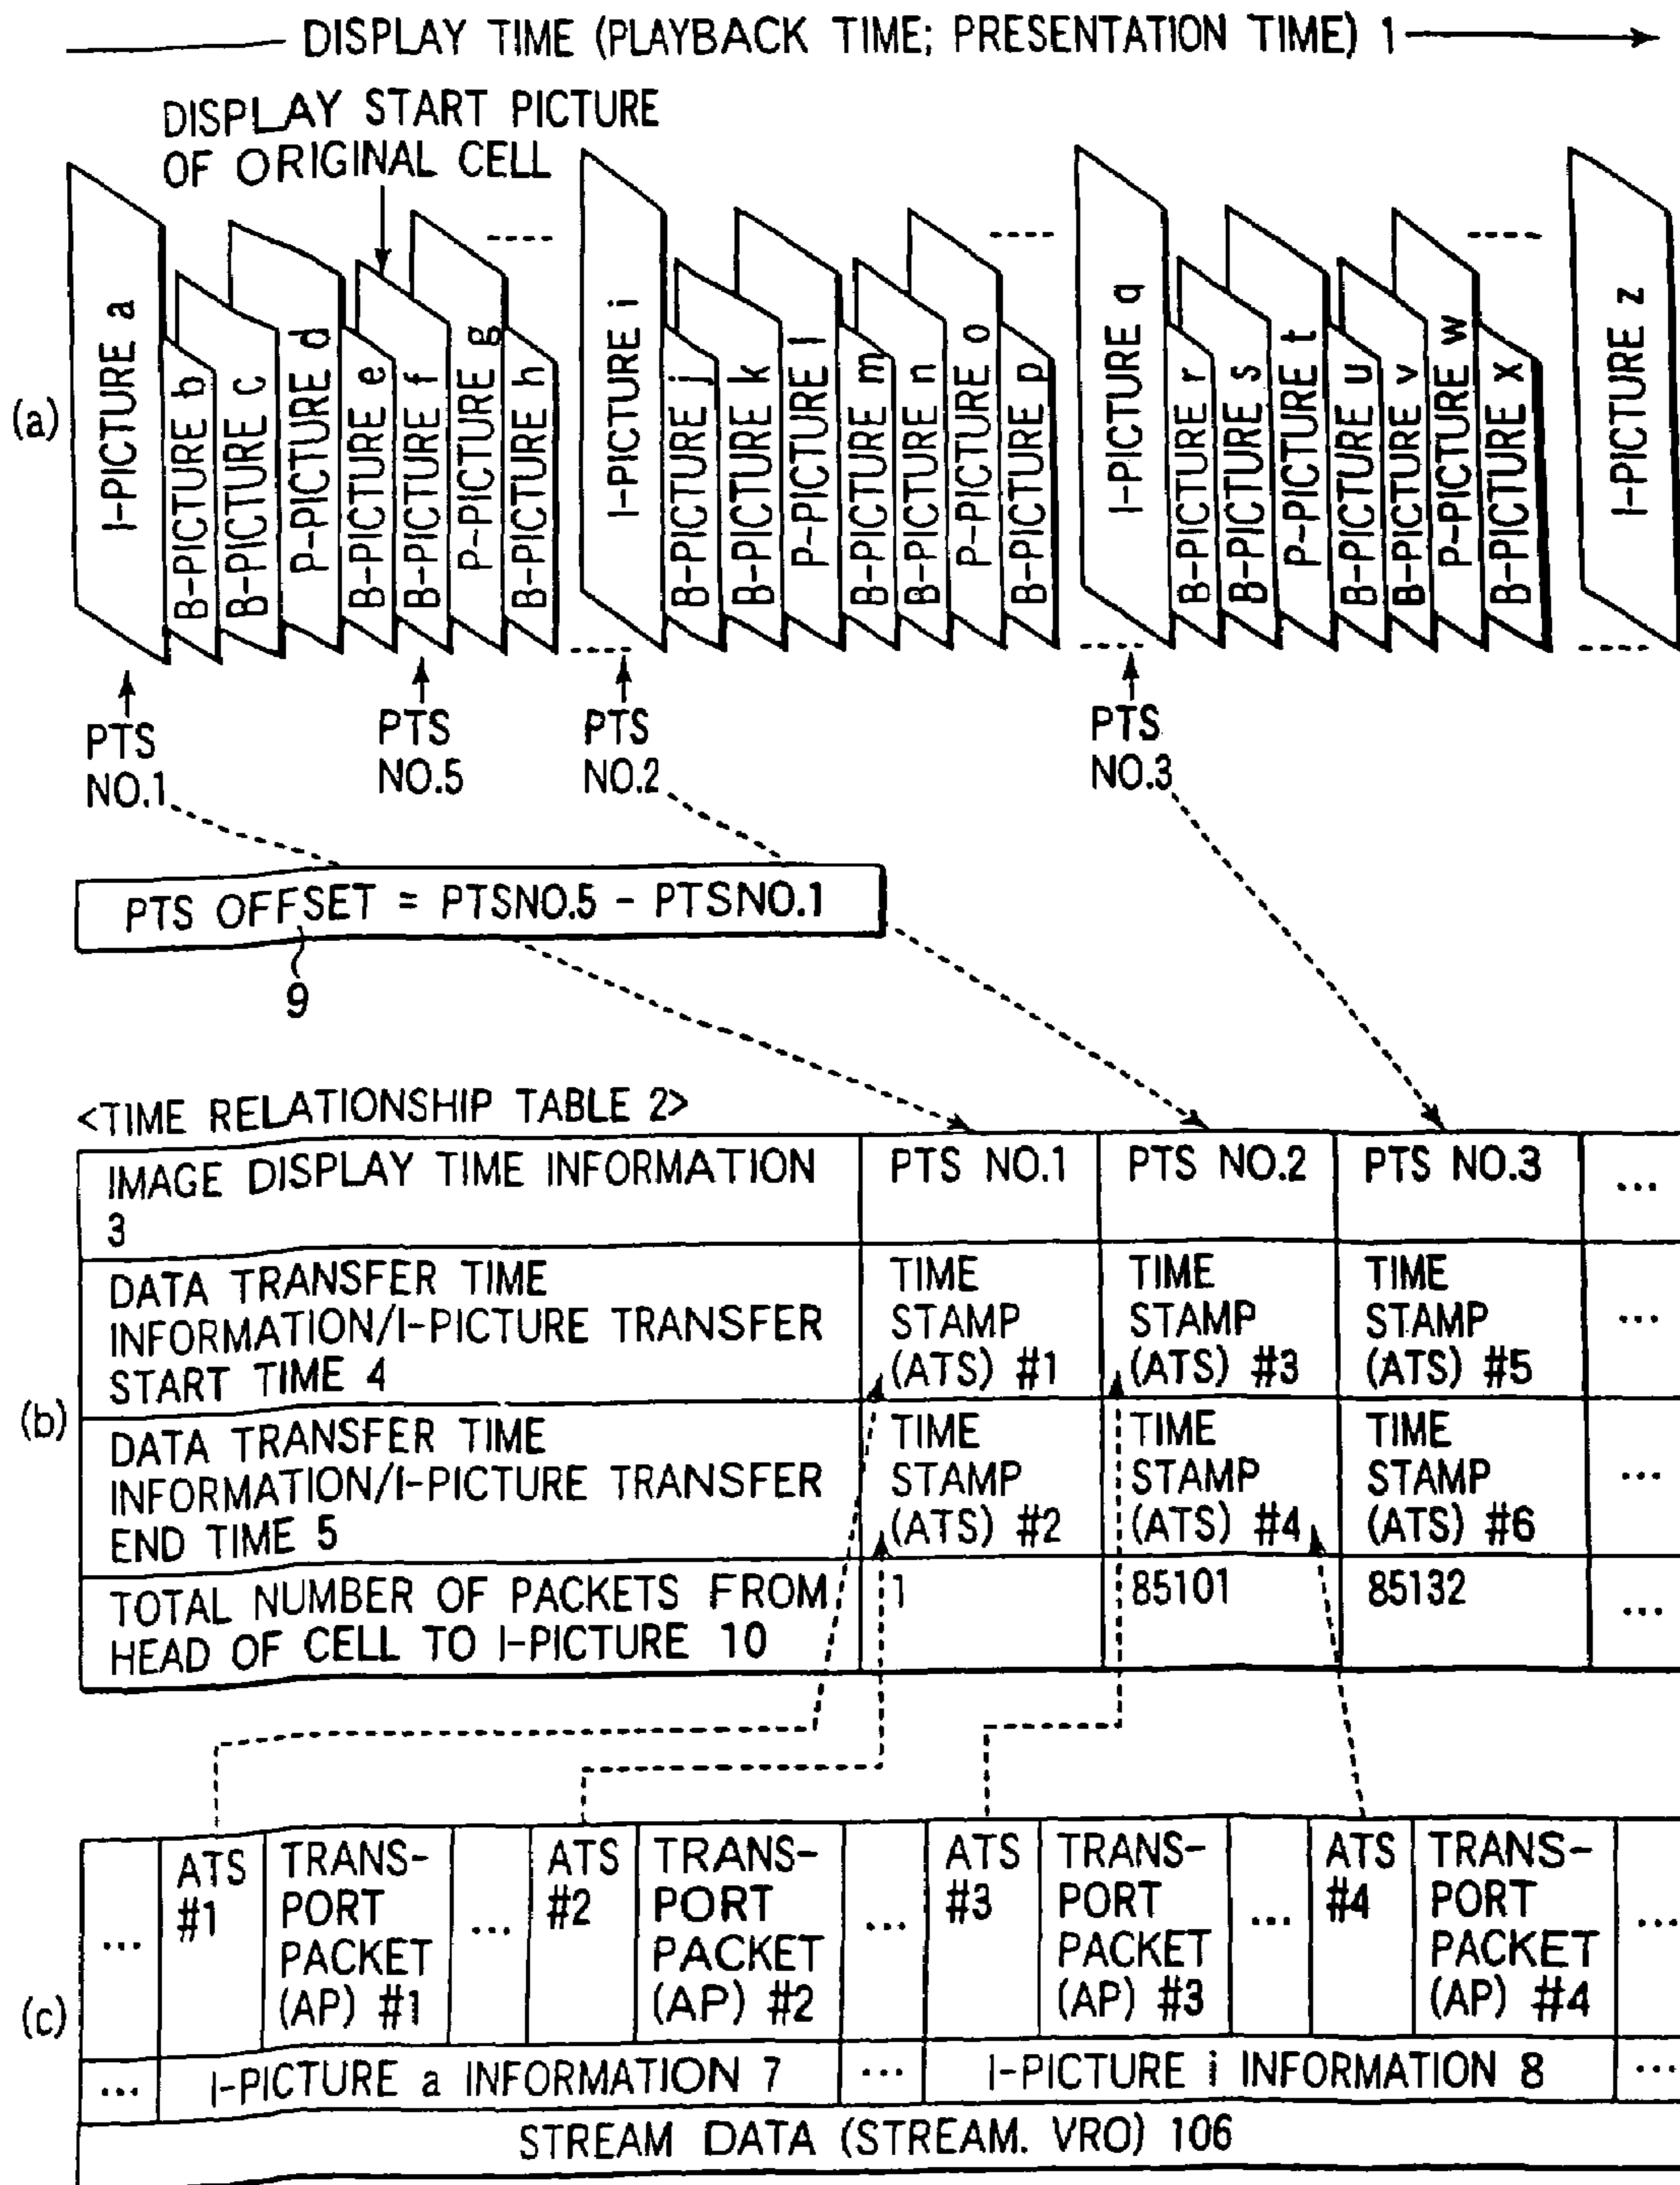 DISPLAY TIME (PLAYBACK TIME; PRESENTATION TIME) 1
DISPLAY START PICTURE
OF ORIGINAL CELL
(a)
I-PICTURE a
B-PICTURE b
B-PICTURE c
P-PICTURE d
B-PICTURE e
B-PICTURE f
P-PICTURE g
B-PICTURE h
I-PICTURE i
B-PICTURE j
B-PICTURE k
P-PICTURE l
B-PICTURE m
B-PICTURE n
P-PICTURE o
B-PICTURE p
I-PICTURE q
B-PICTURE r
B-PICTURE s
P-PICTURE t
B-PICTURE u
B-PICTURE v
P-PICTURE w
B-PICTURE x
I-PICTURE z
PTS
NO.1
PTS
NO.5
PTS
NO.2
PTS
NO.3
PTS OFFSET = PTSNO.5 - PTSNO.1
9
<TIME RELATIONSHIP TABLE 2>
(b)
IMAGE DISPLAY TIME INFORMATION
3
PTS NO.1
PTS NO.2
PTS NO.3
...
DATA TRANSFER TIME
INFORMATION/I-PICTURE TRANSFER
START TIME 4
TIME
STAMP
(ATS) #1
TIME
STAMP
(ATS) #3
TIME
STAMP
(ATS) #5
...
DATA TRANSFER TIME
INFORMATION/I-PICTURE TRANSFER
END TIME 5
TIME
STAMP
(ATS) #2
TIME
STAMP
(ATS) #4
TIME
STAMP
(ATS) #6
...
TOTAL NUMBER OF PACKETS FROM
HEAD OF CELL TO I-PICTURE 10
1
85101
85132
...
(c)
...
ATS
#1
TRANS-
PORT
PACKET
(AP) #1
...
ATS
#2
TRANS-
PORT
PACKET
(AP) #2
...
ATS
#3
TRANS-
PORT
PACKET
(AP) #3
...
ATS
#4
TRANS-
PORT
PACKET
(AP) #4
...
...
I-PICTURE a INFORMATION 7
...
I-PICTURE i INFORMATION 8
...
STREAM DATA (STREAM. VRO) 106